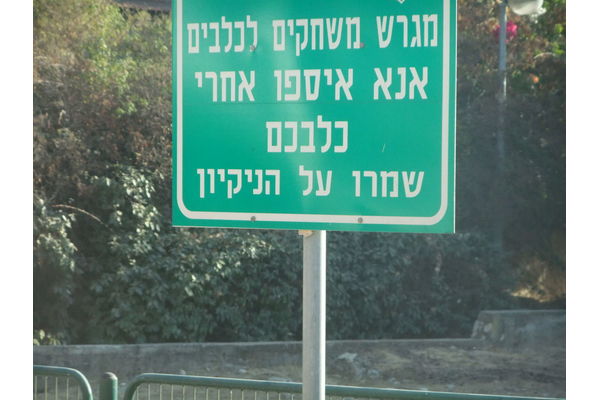 מגרש משחקים לכלבים
אנא איספו אחרי
כלבכם
שמרו על הניקיון